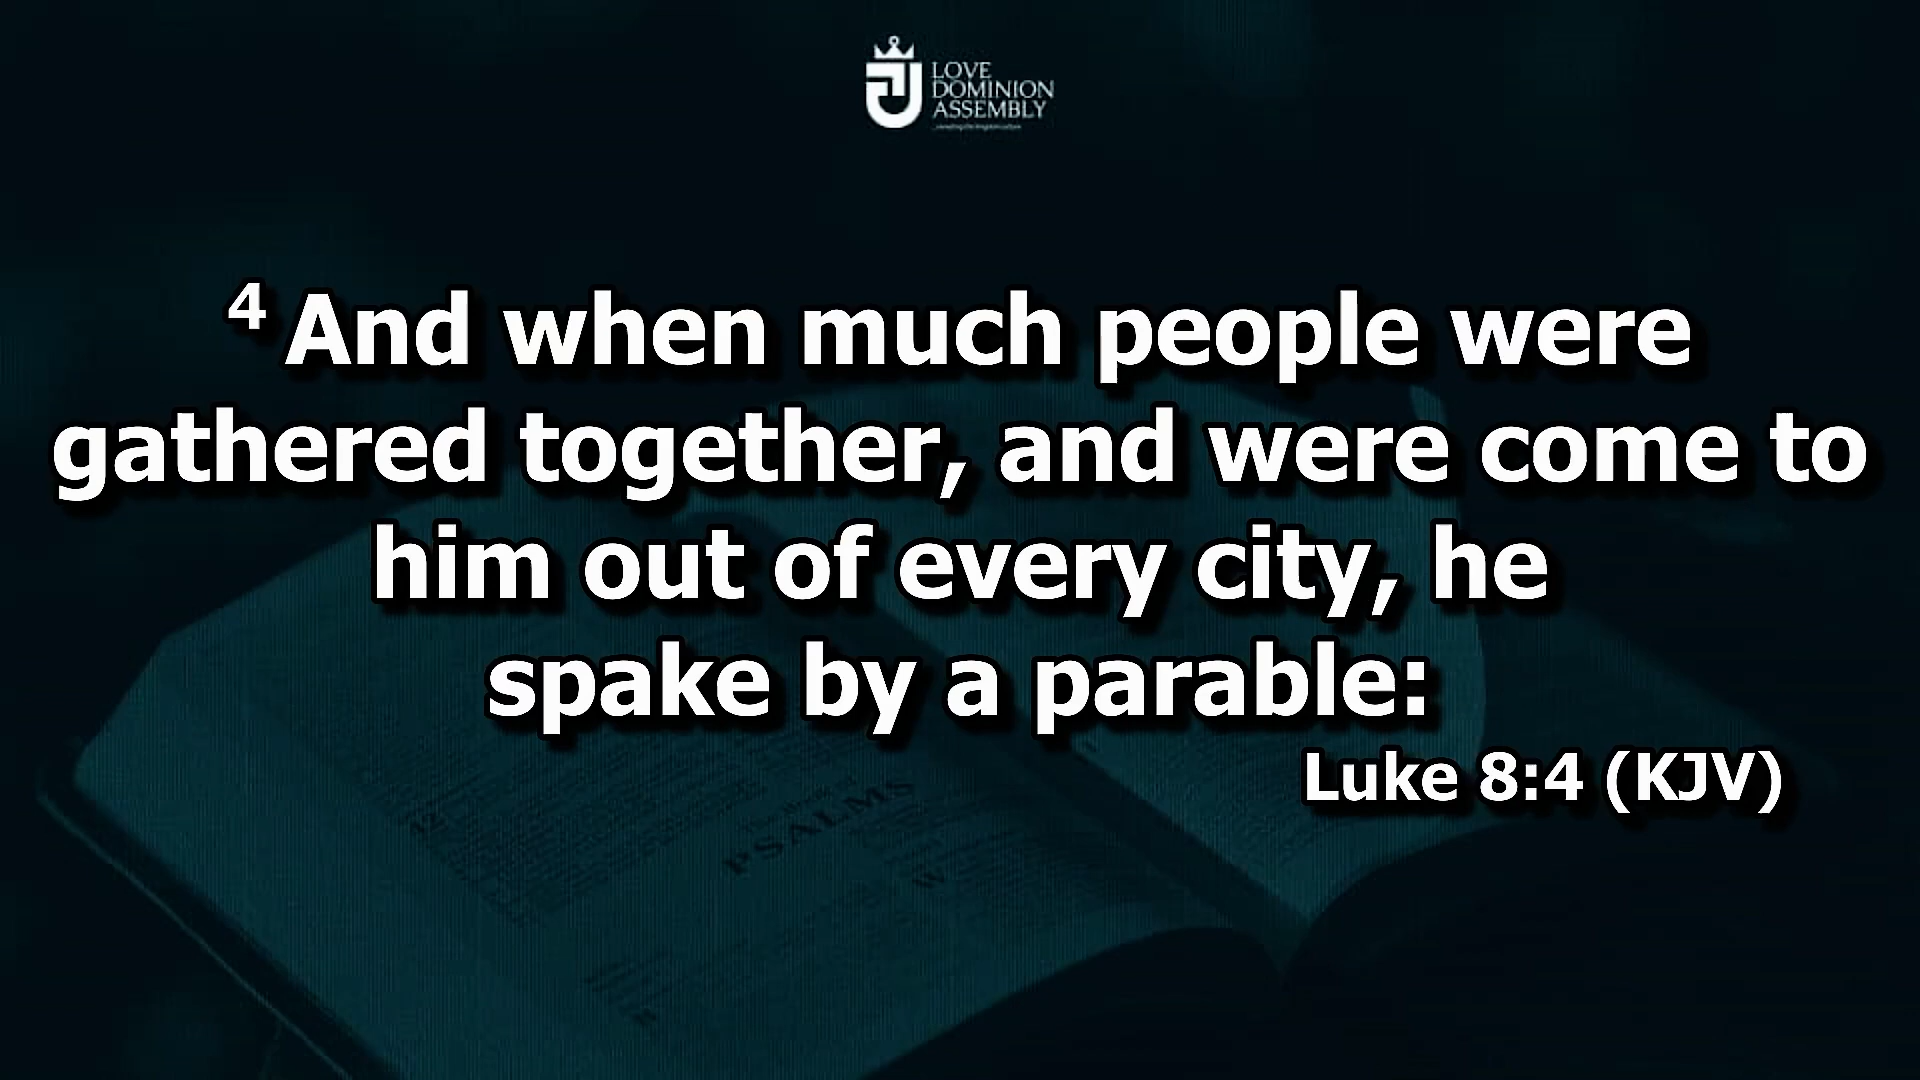 LOVE
DOMINION
ASSEMBLY
4 And when much people were
gathered together, and were come to
him out of every city, he
spake by a parable:
Luke 8:4 (KJV)
PSALMS